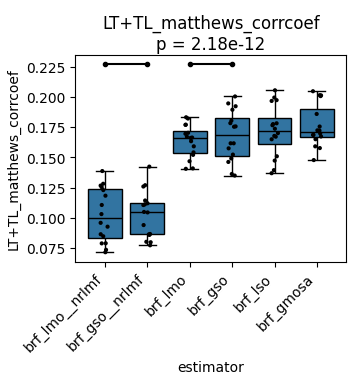 LT+TL_matthews_corrcoef
p = 2.18e-12
LT+TL_matthews_corrcoef
0.225
0.200
0.175
0.150
0.125
0.100
0.075
brf_lmo__nrlmf
brf_gso__nrlmf
brf_lmo
brf_gso
brf_lso
brf_gmosa
estimator